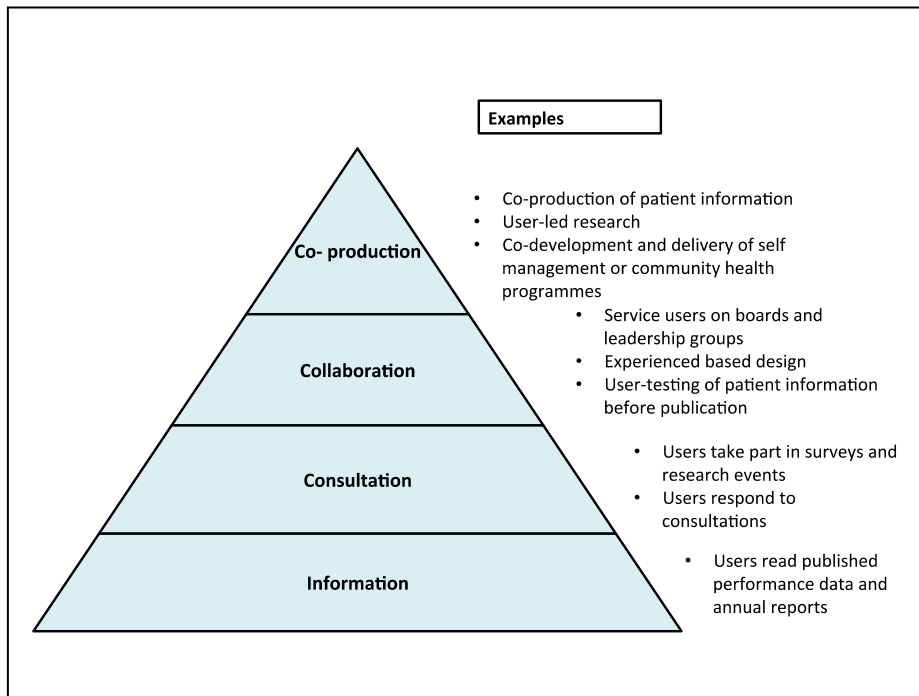 Examples
Co- production
• Co-production of patient information
• User-led research
• Co-development and delivery of self
management or community health
programmes
Collaboration
• Service users on boards and
leadership groups
• Experienced based design
• User-testing of patient information
before publication
Consultation
• Users take part in surveys and
research events
• Users respond to
consultations
Information
• Users read published
performance data and
annual reports